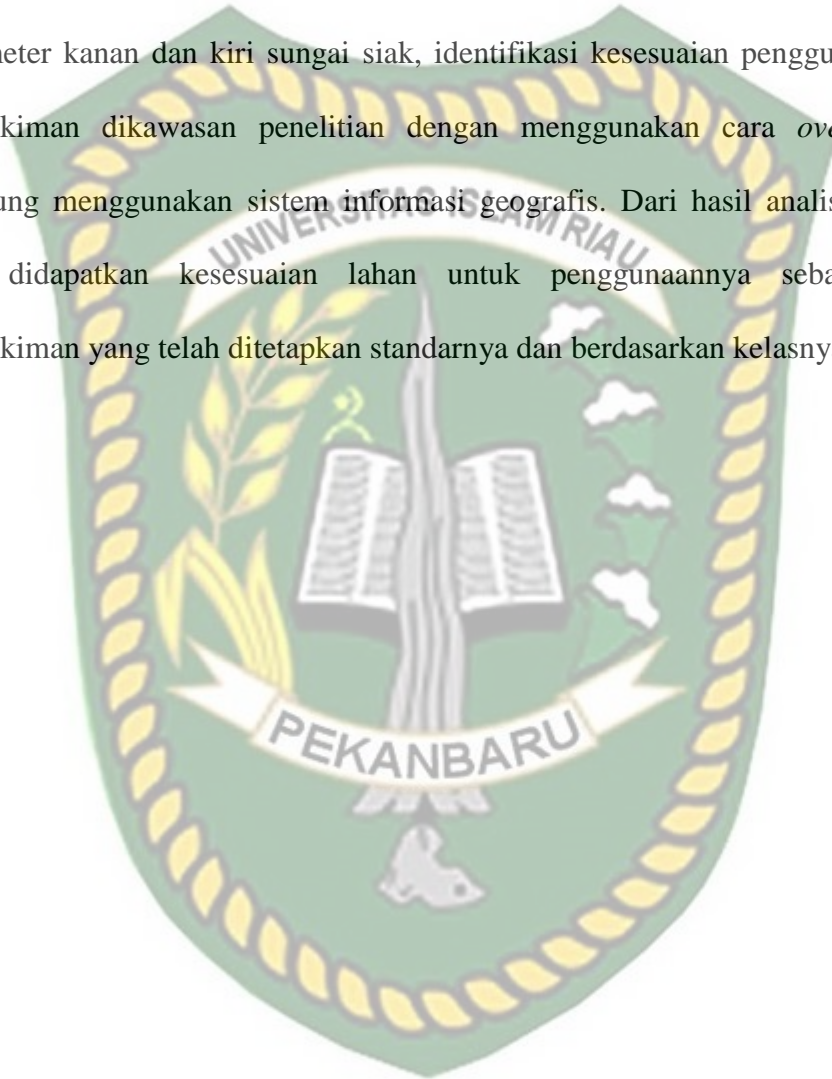 meter kanan dan kiri sungai siak, identifikasi kesesuaian penggu
kiman dikawasan penelitian dengan menggunakan cara ove
ung menggunakan sistem informasi geografis. Dari hasil analis
didapatkan kesesuaian lahan untuk penggunaannya seba
kiman yang telah ditetapkan standarnya dan berdasarkan kelasny
UNIVERSITAS ISLAM RIAU
PEKANBARU